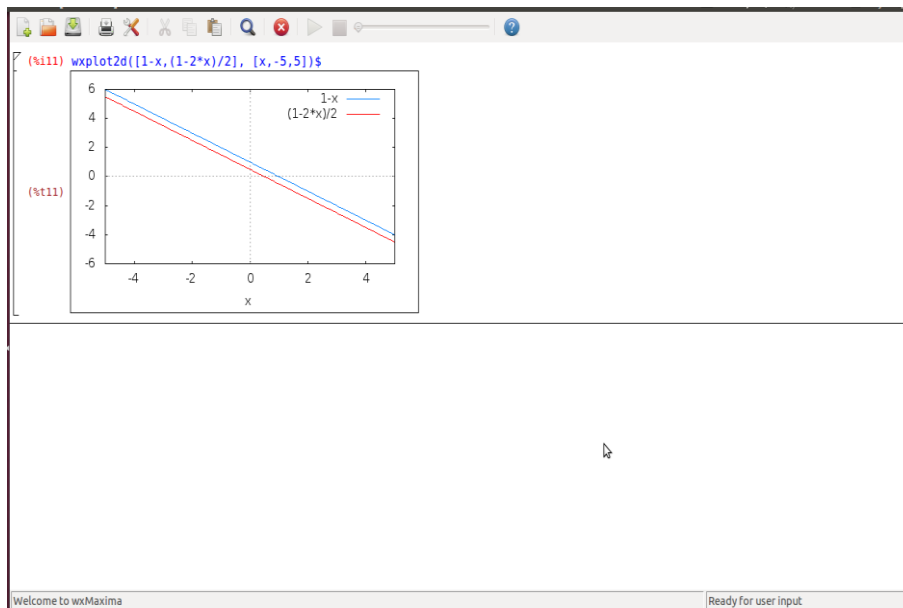 (%i11) wxplot2d([1-x,(1-2*x)/2], [x,-5,5])$
6
1-x
4
(1-2*x)/2
2
(%t11)
0
-2
-4
-6
-4 -2 0 2 4
x
Welcome to wxMaxima
Ready for user input